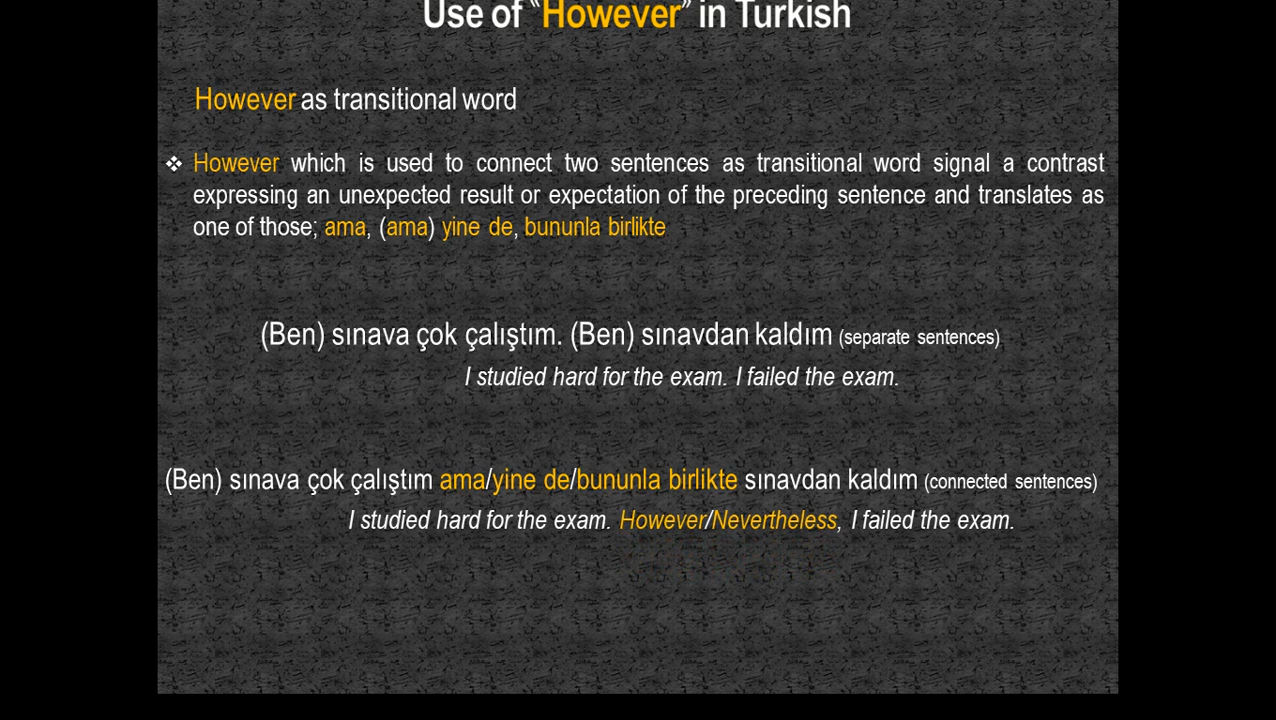 Use of “However” in Turkish
However as transitional word
❖ However which is used to connect two sentences as transitional word signal a contrast
expressing an unexpected result or expectation of the preceding sentence and translates as
one of those; ama, (ama) yine de, bununla birlikte
(Ben) sınava çok çalıştım. (Ben) sınavdan kaldım (separate sentences)
I studied hard for the exam. I failed the exam.
(Ben) sınava çok çalıştım ama/yine de/bununla birlikte sınavdan kaldım (connected sentences)
I studied hard for the exam. However/Nevertheless, I failed the exam.